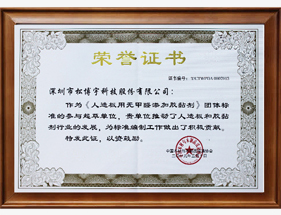 荣誉证书
深圳市松博宇科技股份有限公司：
作为《人造板用无甲醛添加胶黏剂》团体标
准的参与起草单位，贵单位推动了人造板和胶黏
剂行业的发展，为标准编制工作做出了积极贡献。
特发此证，以资鼓励。